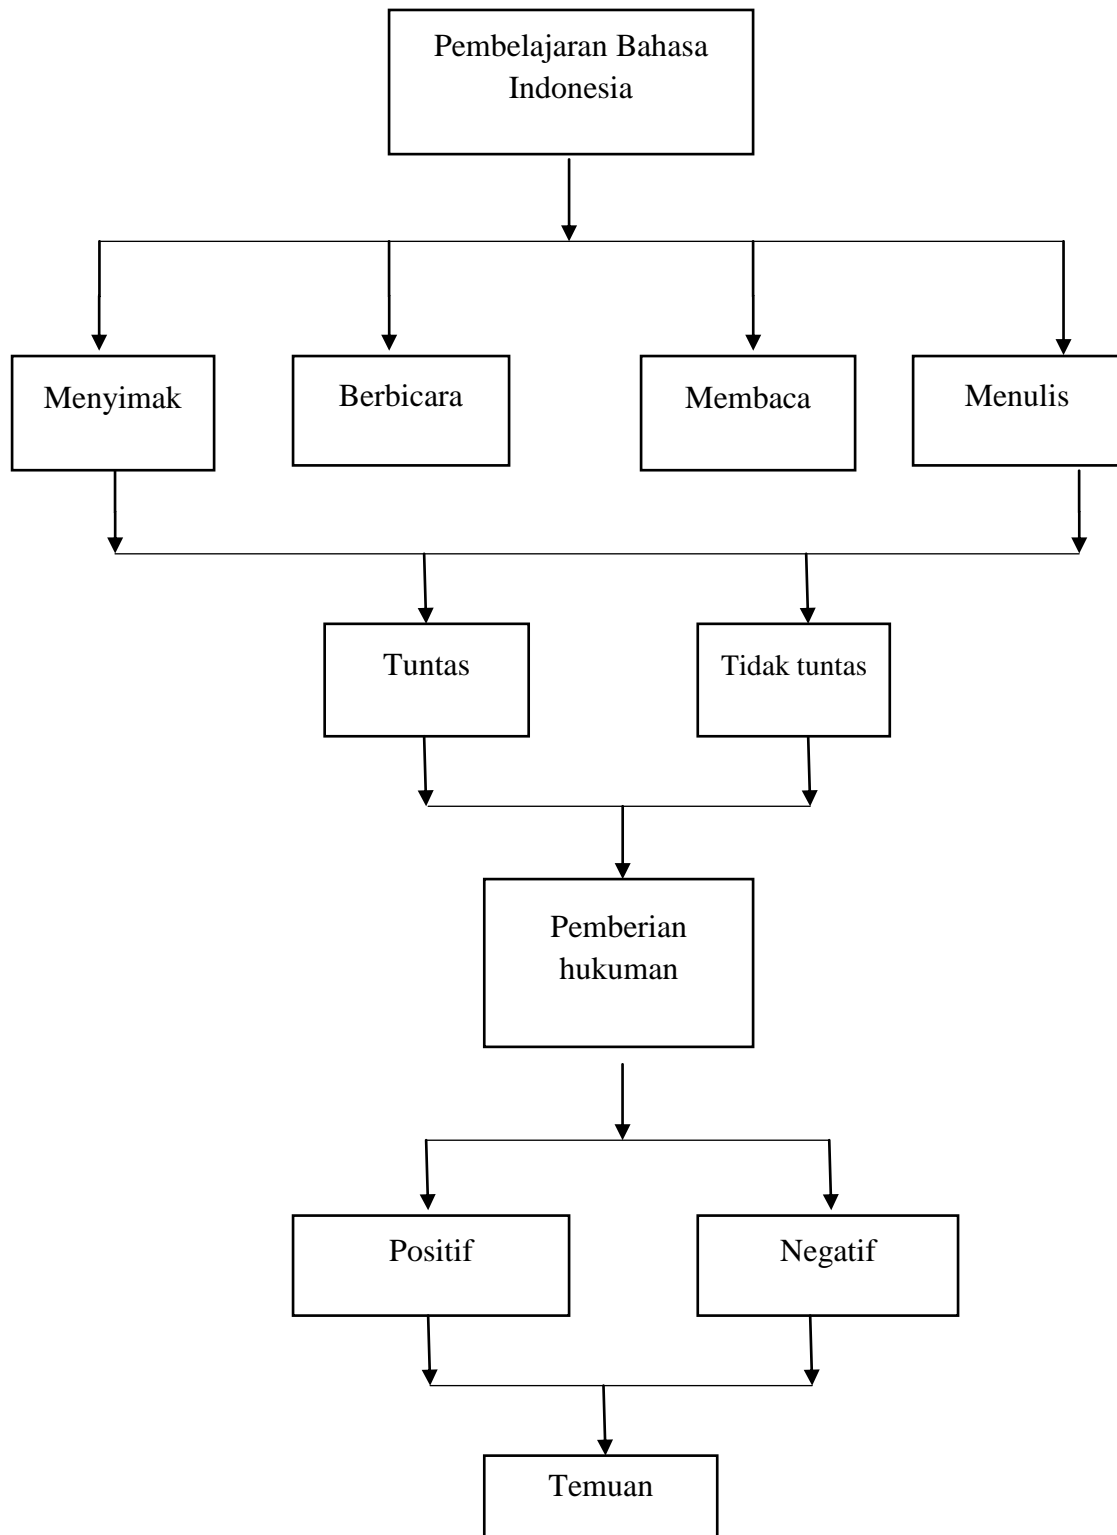 Pembelajaran Bahasa
Indonesia
Menyimak
Berbicara
Membaca
Menulis
Tuntas
Tidak tuntas
Pemberian
hukuman
Positif
Negatif
Temuan